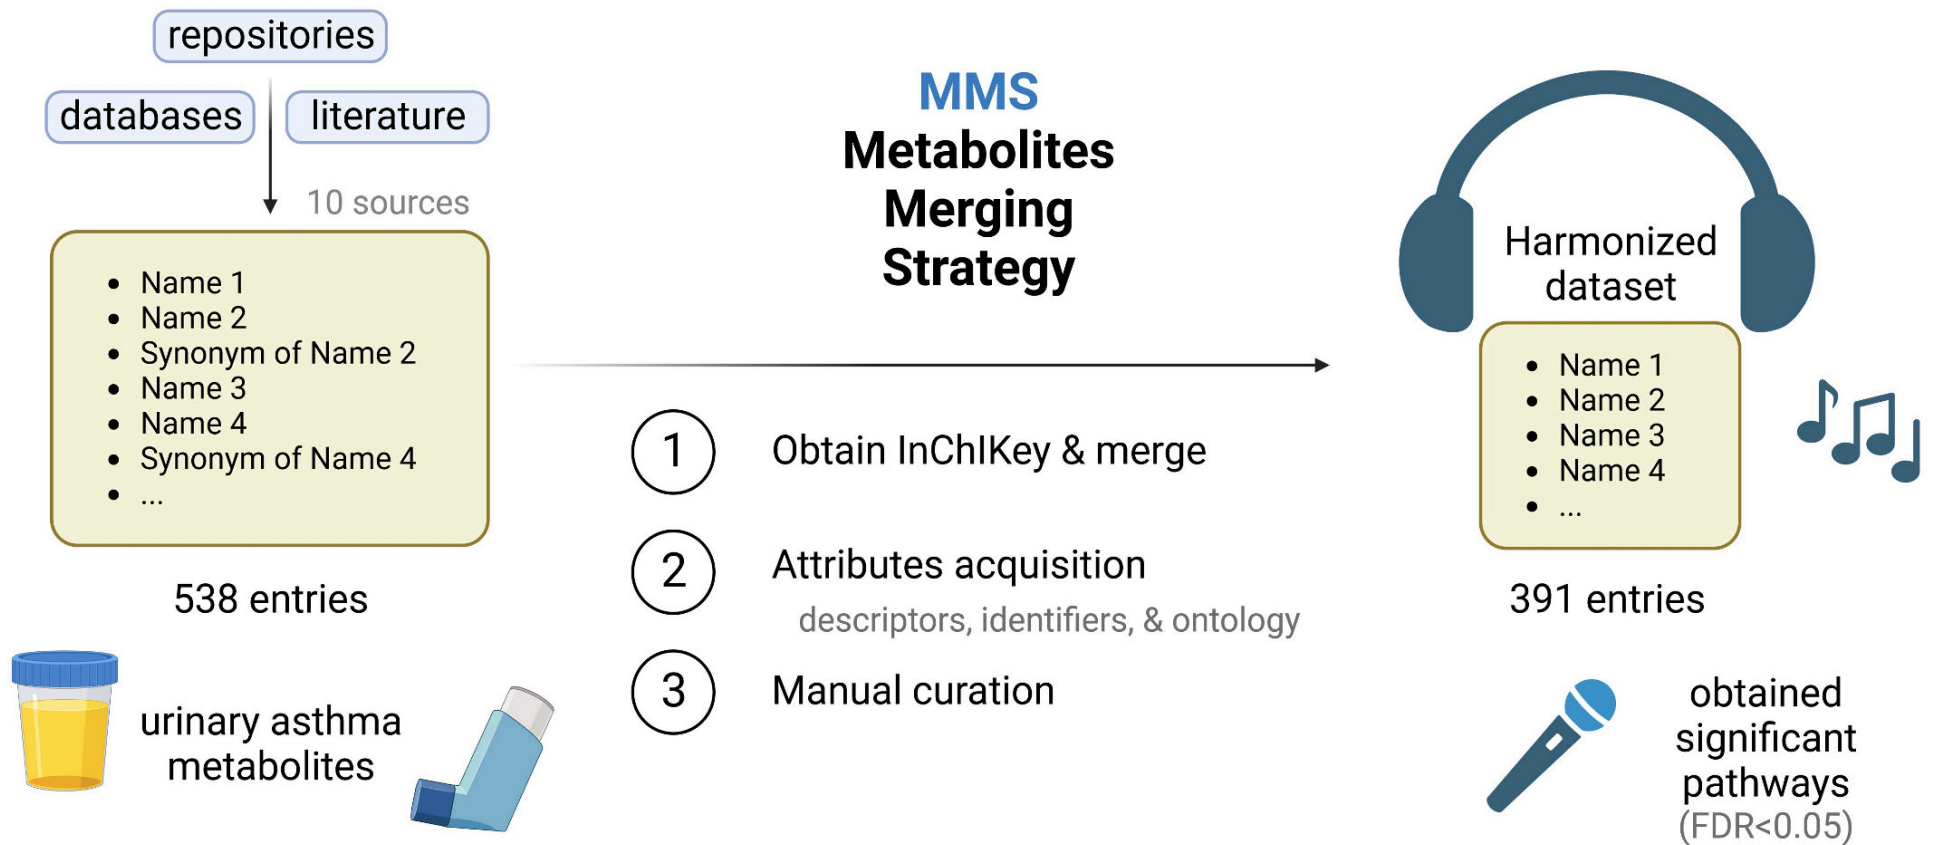 repositories
databases
literature
10 sources
• Name 1
• Name 2
• Synonym of Name 2
• Name 3
• Name 4
• Synonym of Name 4
• ...
538 entries
urinary asthma
metabolites
MMS
Metabolites
Merging
Strategy
1 Obtain InChIKey & merge
2 Attributes acquisition
descriptors, identifiers, & ontology
3 Manual curation
Harmonized
dataset
• Name 1
• Name 2
• Name 3
• Name 4
• ...
391 entries
obtained
significant
pathways
(FDR<0.05)